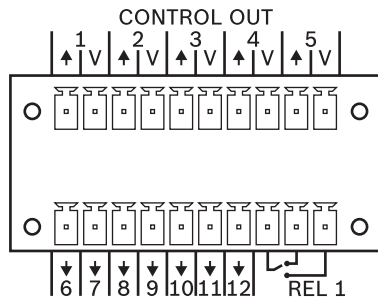 CONTROL OUT
1 2 3 4 5
V V V V V
6 7 8 9 10 11 12 REL 1